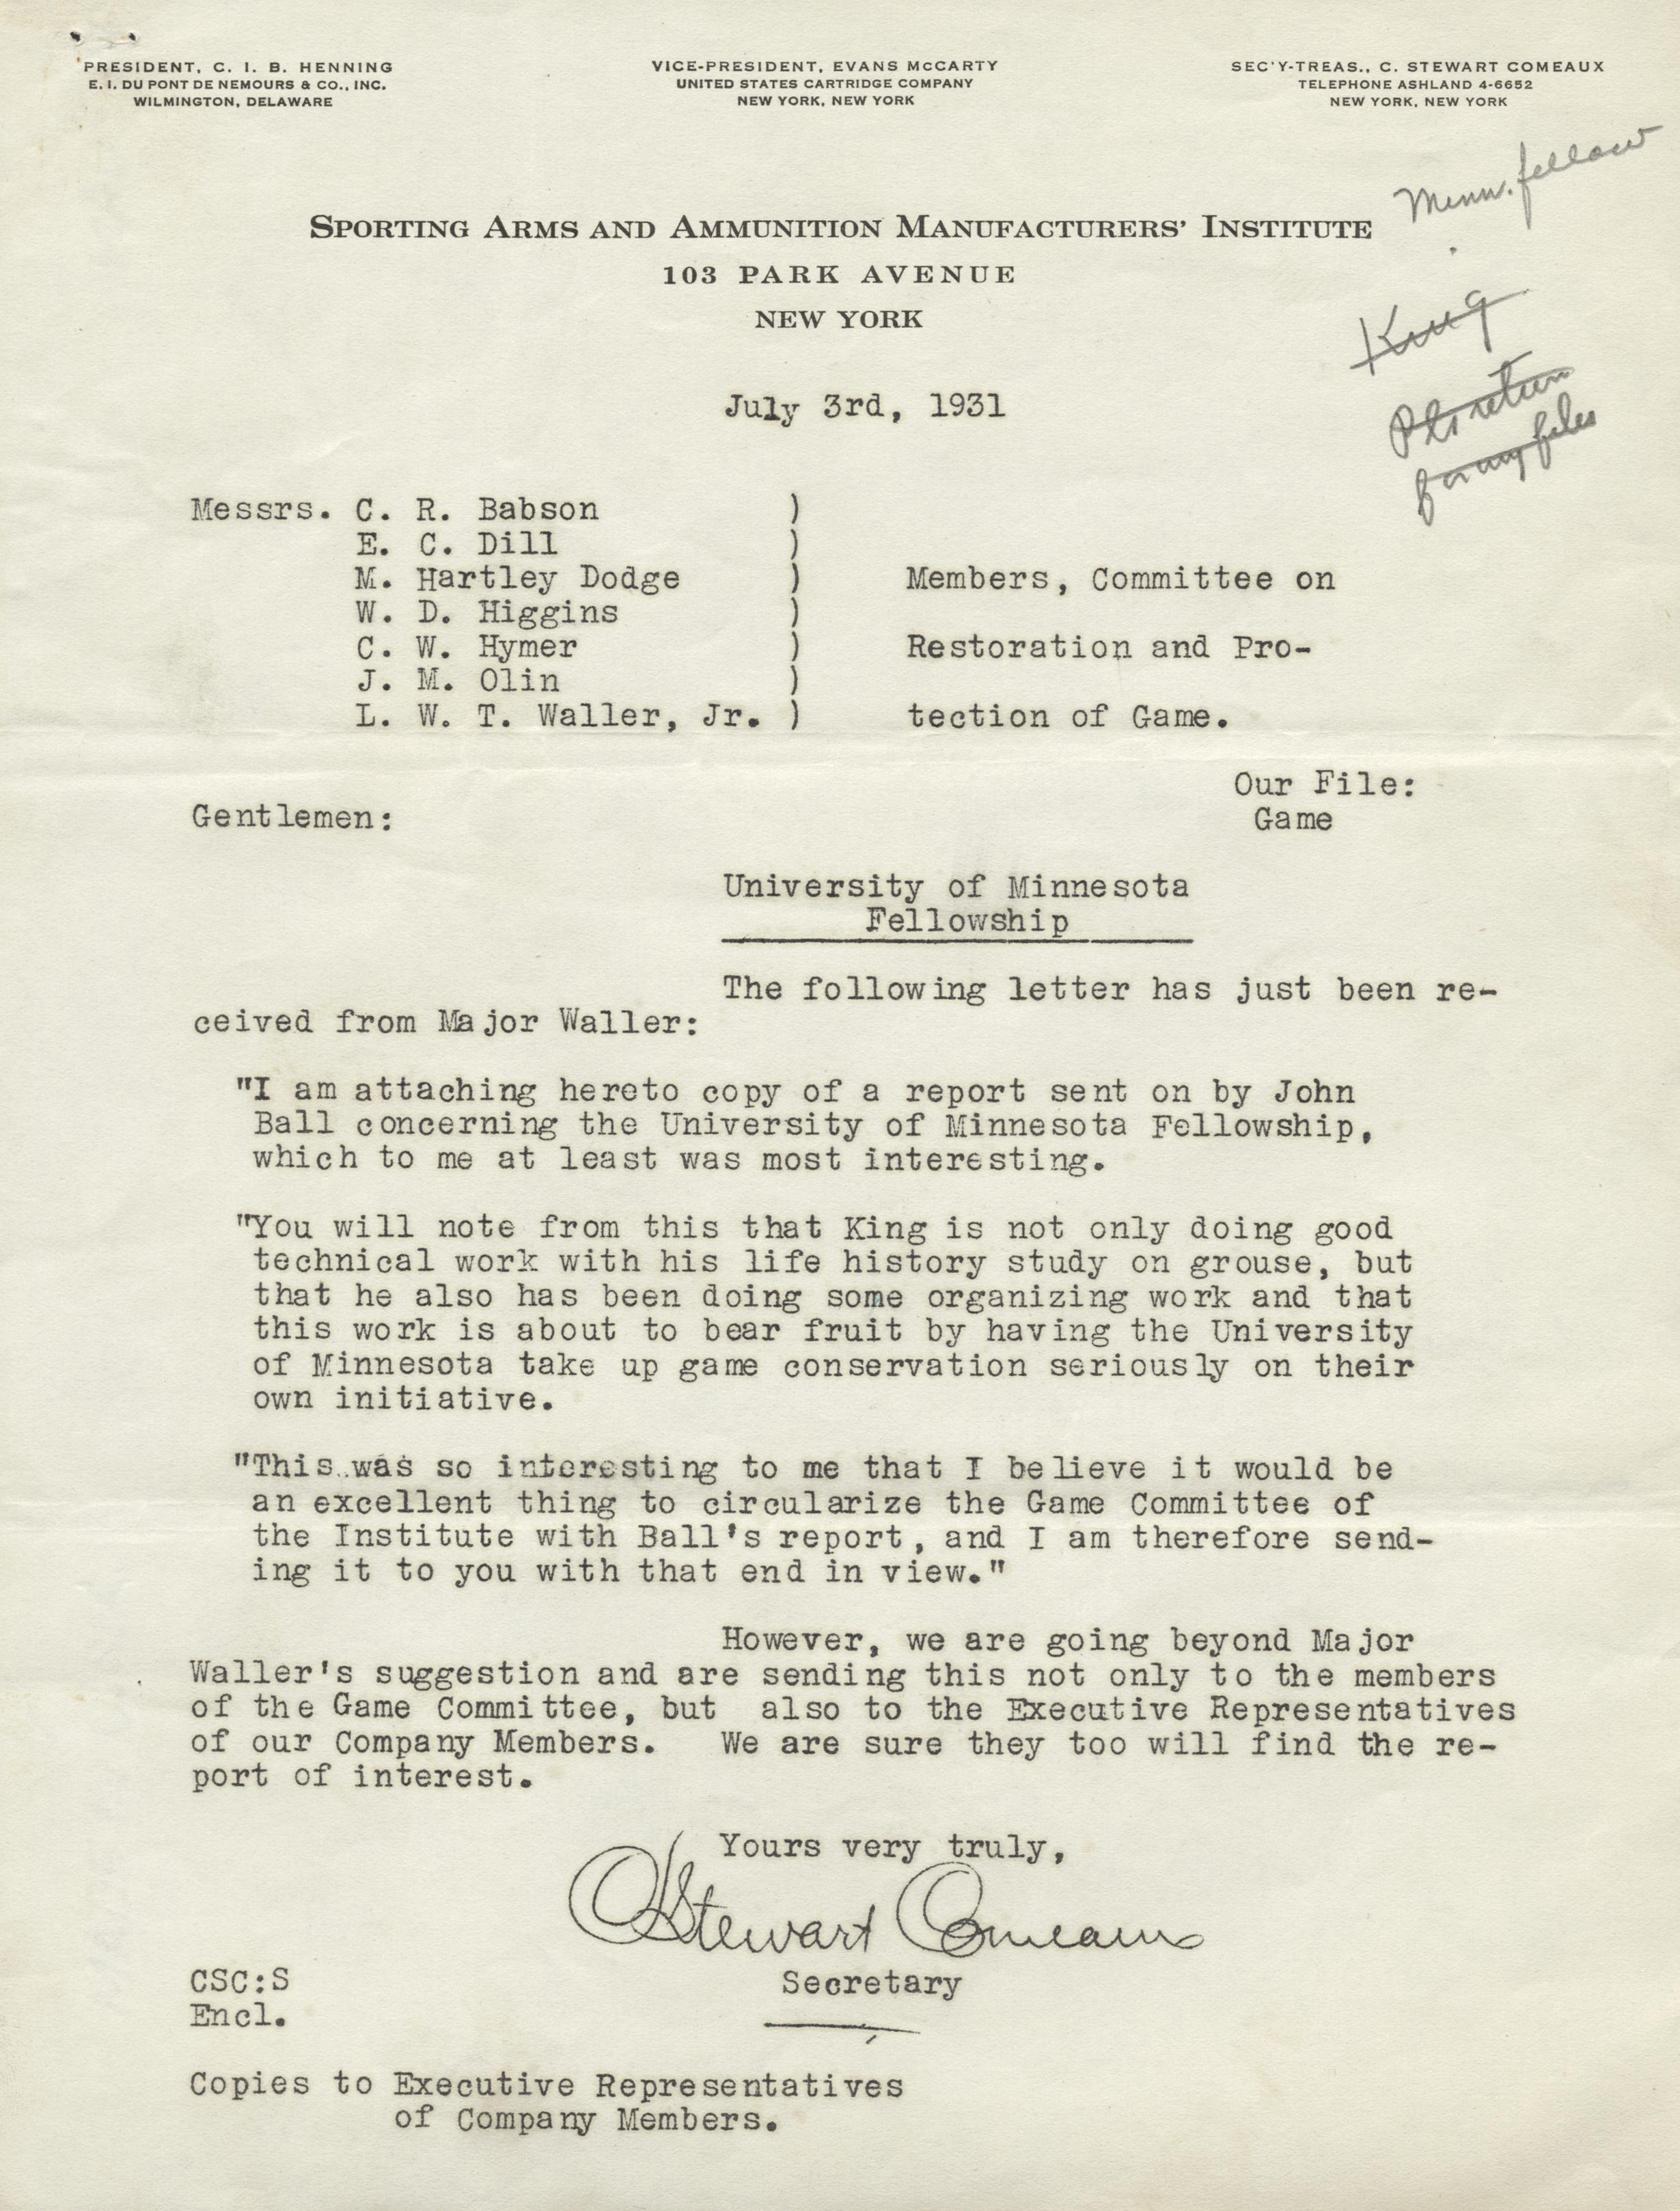 PRESIDENT, C. I. B. HENNING
E. I. DU PONT DE NEMOURS & CO., INC.
WILMINGTON, DELAWARE
VICE-PRESIDENT, EVANS McCARTY
UNITED STATES CARTRIDGE COMPANY
NEW YORK, NEW YORK
SEC'Y-TREAS., C. STEWART COMEAUX
TELEPHONE ASHLAND 4-6652
NEW YORK, NEW YORK
Minn. fellow
SPORTING ARMS AND AMMUNITION MANUFACTURERS' INSTITUTE
103 PARK AVENUE
NEW YORK
King
Pls return
for my files
July 3rd, 1931
Messrs. C. R. Babson )
E. C. Dill )
M. Hartley Dodge ) Members, Committee on
W. D. Higgins )
C. W. Hymer ) Restoration and Pro-
J. M. Olin )
L. W. T. Waller, Jr. ) tection of Game.
Our File:
Gentlemen: Game
University of Minnesota
Fellowship
The following letter has just been re-
ceived from Major Waller:
"I am attaching hereto copy of a report sent on by John
Ball concerning the University of Minnesota Fellowship,
which to me at least was most interesting.
"You will note from this that King is not only doing good
technical work with his life history study on grouse, but
that he also has been doing some organizing work and that
this work is about to bear fruit by having the University
of Minnesota take up game conservation seriously on their
own initiative.
"This was so interesting to me that I believe it would be
an excellent thing to circularize the Game Committee of
the Institute with Ball's report, and I am therefore send-
ing it to you with that end in view."
However, we are going beyond Major
Waller's suggestion and are sending this not only to the members
of the Game Committee, but also to the Executive Representatives
of our Company Members. We are sure they too will find the re-
port of interest.
Yours very truly,
C Stewart Comeaux
CSC:S Secretary
Encl.
Copies to Executive Representatives
of Company Members.